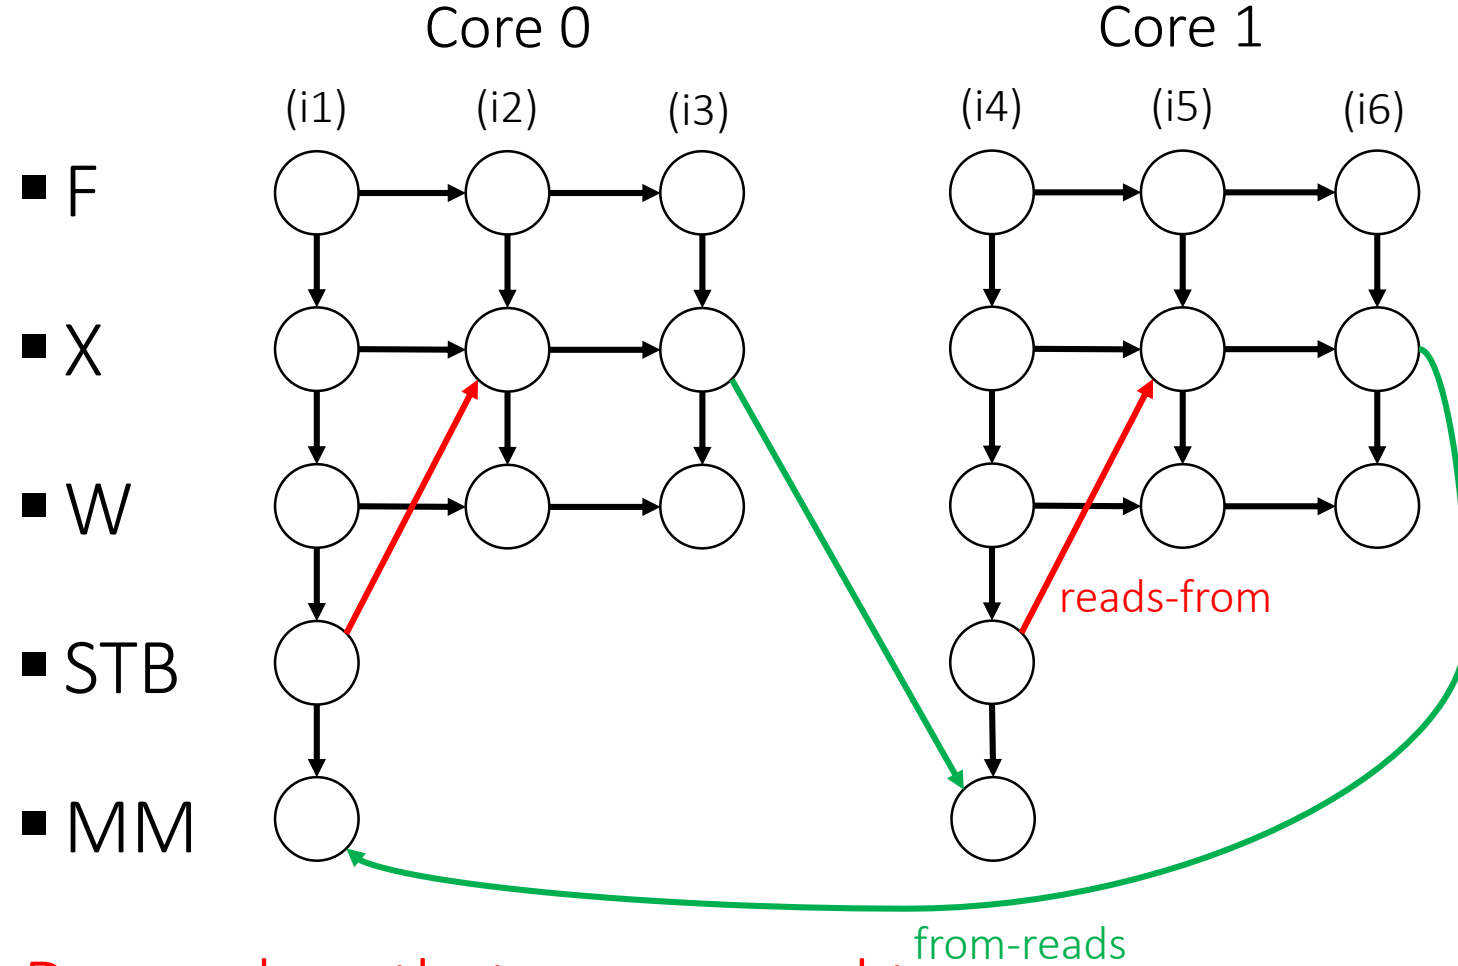 Core 0 Core 1
(i1) (i2) (i3) (i4) (i5) (i6)
▪ F
▪ X
▪ W
reads-from
▪ STB
▪ MM
from-reads